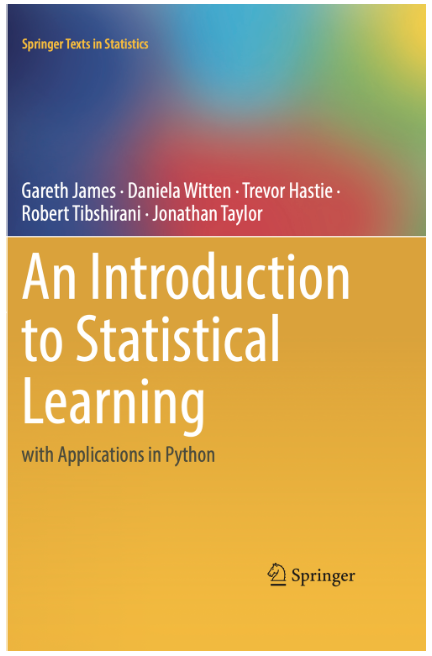 Springer Texts in Statistics
Gareth James · Daniela Witten · Trevor Hastie ·
Robert Tibshirani · Jonathan Taylor
An Introduction
to Statistical
Learning
with Applications in Python
Springer